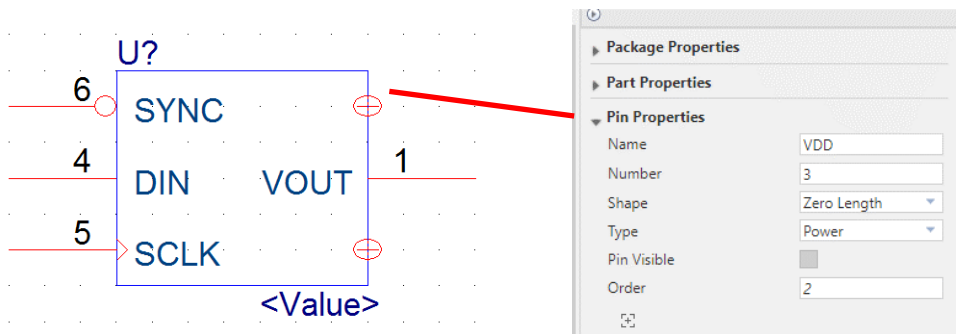 U?
6
SYNC
4
DIN
VOUT
1
5
SCLK
<Value>
Package Properties
Part Properties
Pin Properties
Name VDD
Number 3
Shape Zero Length
Type Power
Pin Visible
Order 2